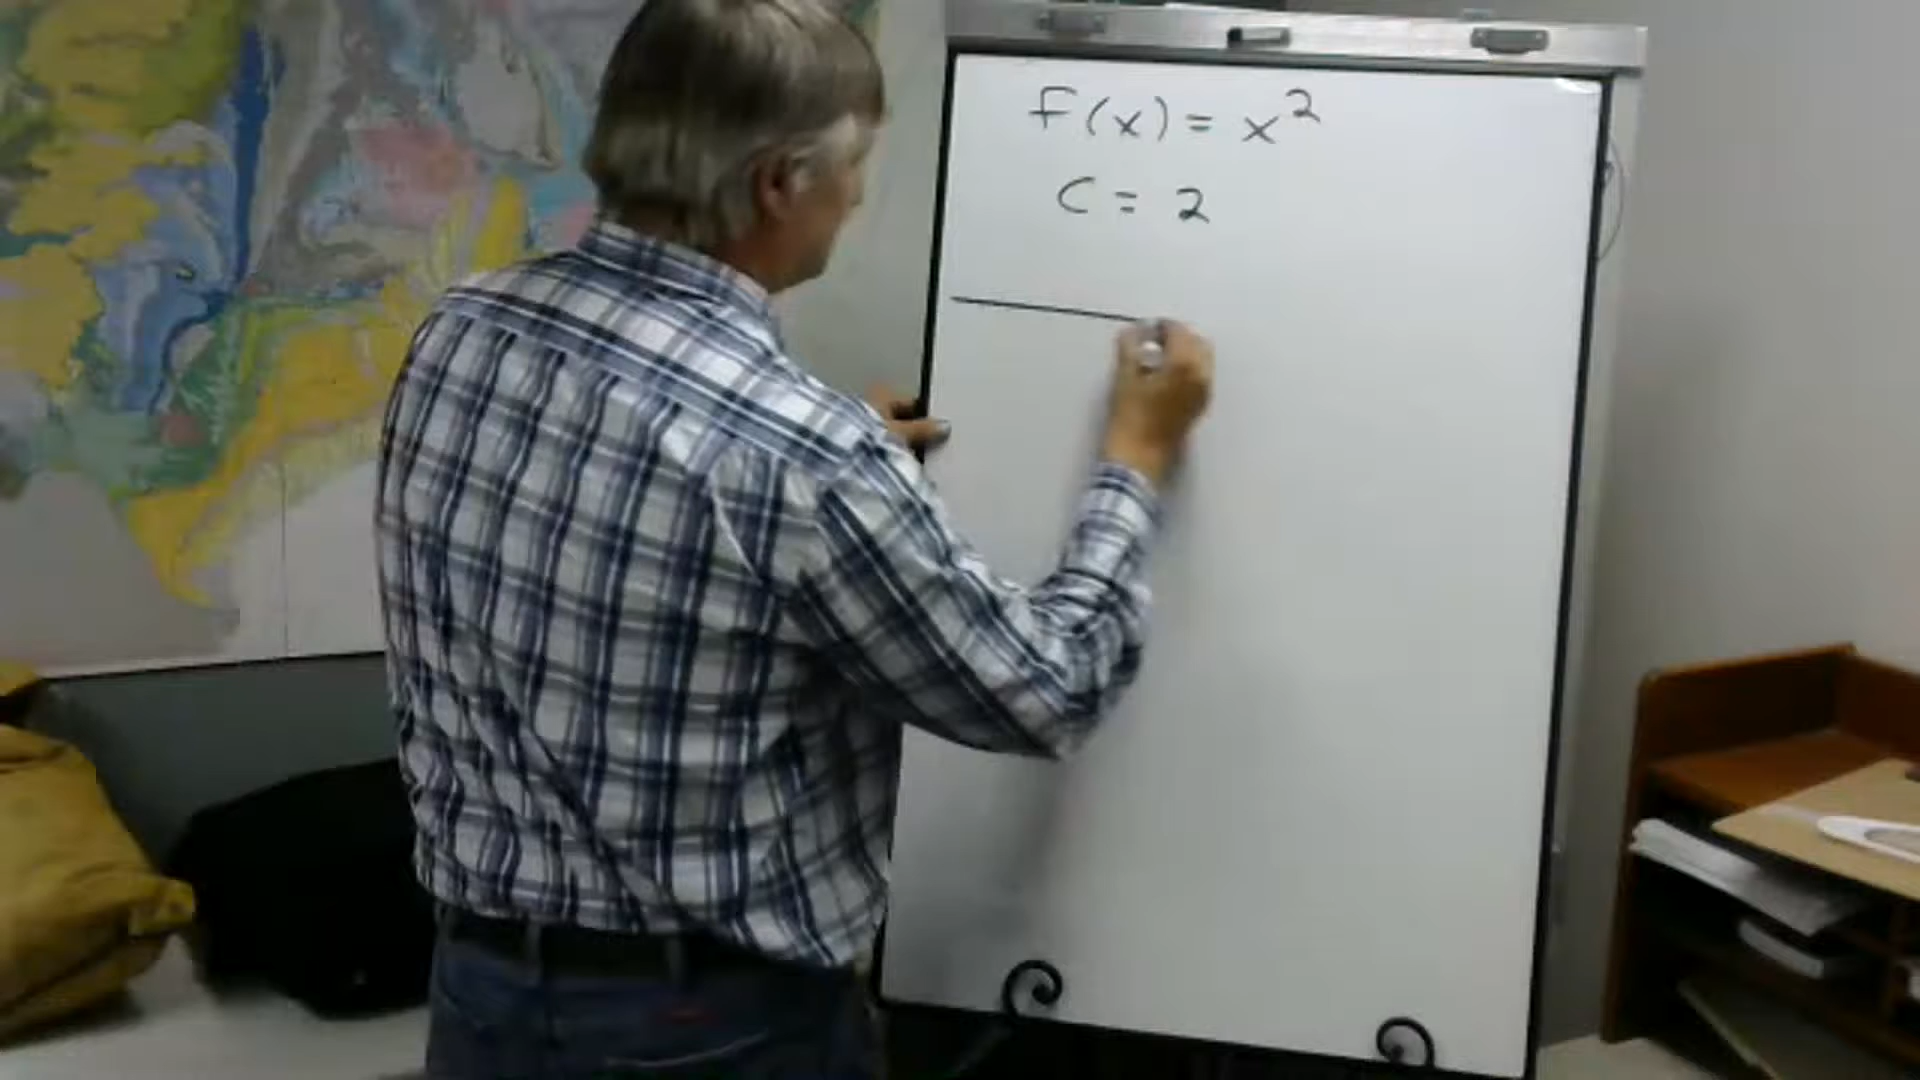 F(x) = x²
C = 2